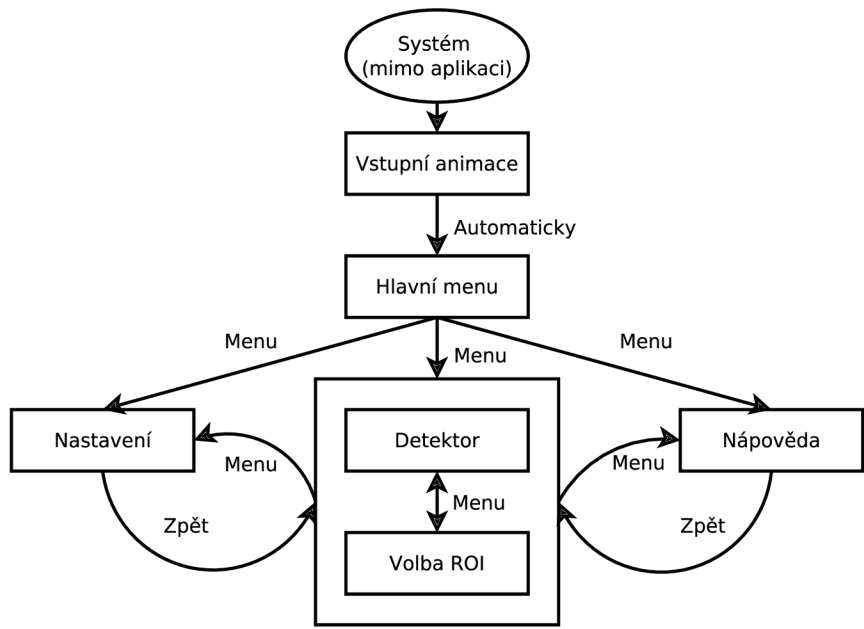 Systém
(mimo aplikaci)
Vstupní animace
Automaticky
Hlavní menu
Menu
Menu
Menu
Nastavení
Detektor
Nápověda
Menu
Menu
Menu
Zpět
Zpět
Volba ROI